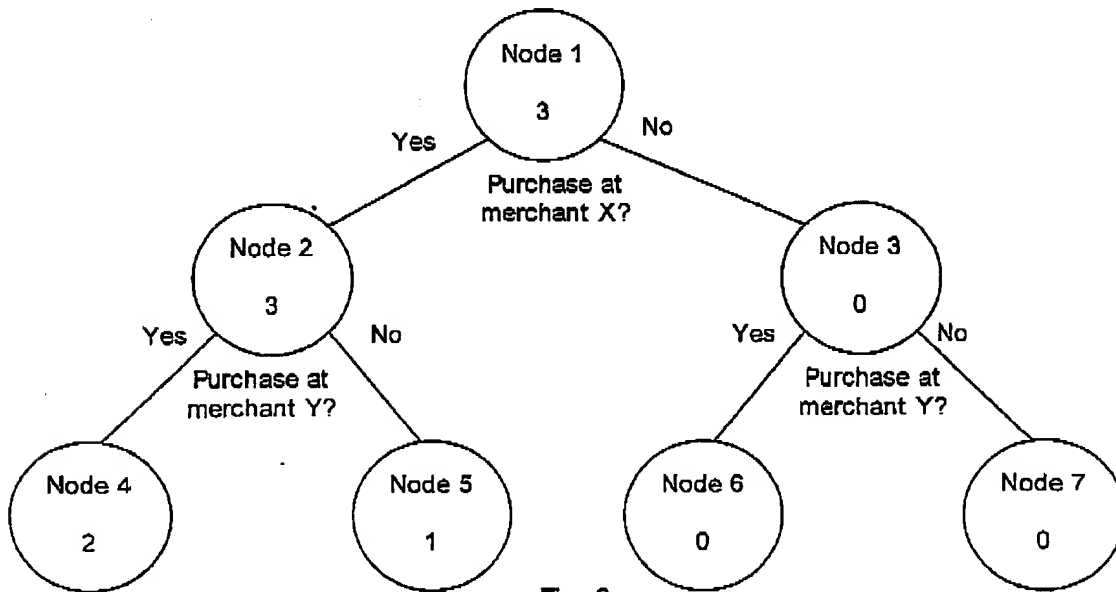 Node 1
3
Yes
No
Purchase at
merchant X?
Node 2
3
Node 3
0
Yes
No
Yes
No
Purchase at
merchant Y?
Purchase at
merchant Y?
Node 4
2
Node 5
1
Node 6
0
Node 7
0